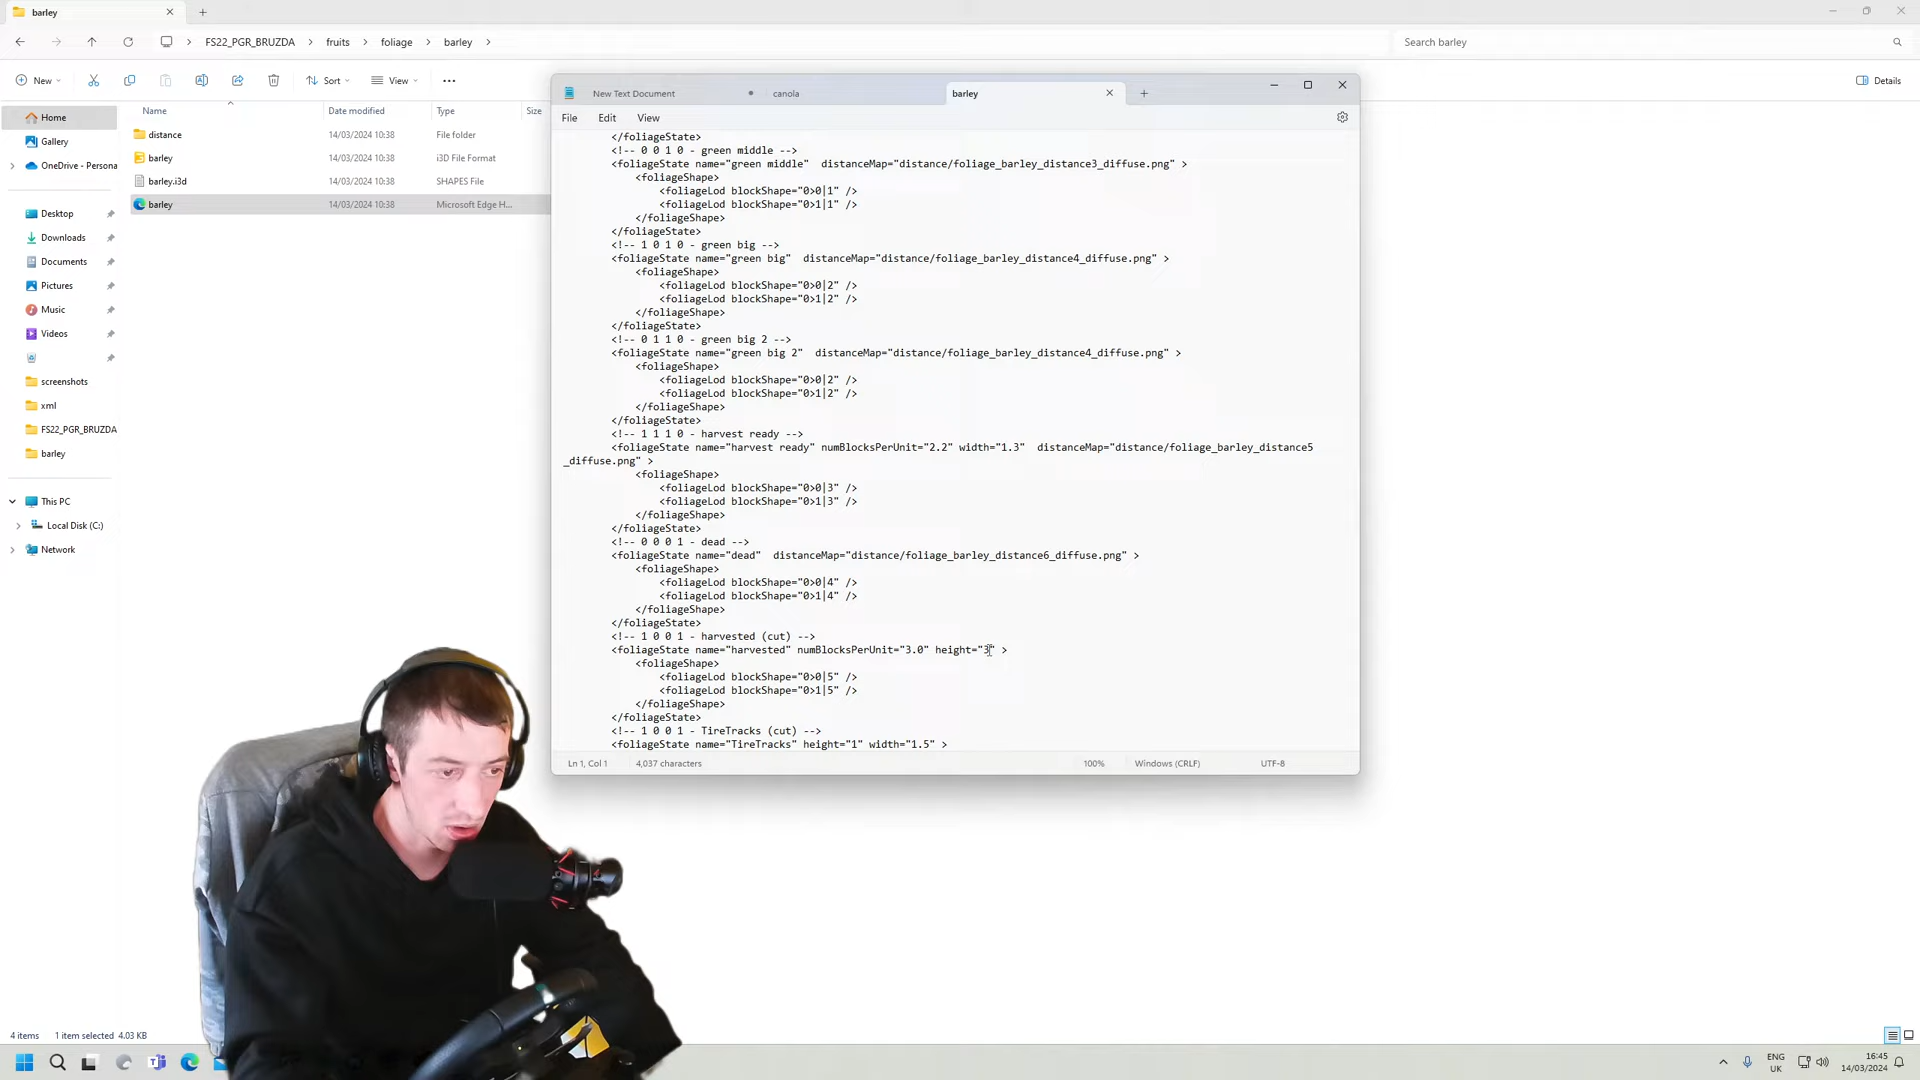 barley
FS22_PGR_BRUZDA
fruits
foliage
barley
Search barley
New
Sort
View
Details
Name
Date modified
Type
Size
distance
14/03/2024 10:38
File folder
barley
14/03/2024 10:38
i3D File Format
barley.i3d
14/03/2024 10:38
SHAPES File
barley
14/03/2024 10:38
Microsoft Edge H...
Home
Gallery
OneDrive - Persona
Desktop
Downloads
Documents
Pictures
Music
Videos
screenshots
xml
FS22_PGR_BRUZDA
barley
This PC
Local Disk (C:)
Network
New Text Document
canola
barley
File
Edit
View
</foliageState>
<!-- 0 0 1 0 - green middle -->
<foliageState name="green middle"  distanceMap="distance/foliage_barley_distance3_diffuse.png" >
<foliageShape>
<foliageLod blockShape="0>0|1" />
<foliageLod blockShape="0>1|1" />
</foliageShape>
</foliageState>
<!-- 1 0 1 0 - green big -->
<foliageState name="green big"  distanceMap="distance/foliage_barley_distance4_diffuse.png" >
<foliageShape>
<foliageLod blockShape="0>0|2" />
<foliageLod blockShape="0>1|2" />
</foliageShape>
</foliageState>
<!-- 0 1 1 0 - green big 2 -->
<foliageState name="green big 2"  distanceMap="distance/foliage_barley_distance4_diffuse.png" >
<foliageShape>
<foliageLod blockShape="0>0|2" />
<foliageLod blockShape="0>1|2" />
</foliageShape>
</foliageState>
<!-- 1 1 1 0 - harvest ready -->
<foliageState name="harvest ready" numBlocksPerUnit="2.2" width="1.3"  distanceMap="distance/foliage_barley_distance5
_diffuse.png" >
<foliageShape>
<foliageLod blockShape="0>0|3" />
<foliageLod blockShape="0>1|3" />
</foliageShape>
</foliageState>
<!-- 0 0 0 1 - dead -->
<foliageState name="dead"  distanceMap="distance/foliage_barley_distance6_diffuse.png" >
<foliageShape>
<foliageLod blockShape="0>0|4" />
<foliageLod blockShape="0>1|4" />
</foliageShape>
</foliageState>
<!-- 1 0 0 1 - harvested (cut) -->
<foliageState name="harvested" numBlocksPerUnit="3.0" height="3" >
<foliageShape>
<foliageLod blockShape="0>0|5" />
<foliageLod blockShape="0>1|5" />
</foliageShape>
</foliageState>
<!-- 1 0 0 1 - TireTracks (cut) -->
<foliageState name="TireTracks" height="1" width="1.5" >
Ln 1, Col 1
4,037 characters
100%
Windows (CRLF)
UTF-8
4 items
1 item selected
4.03 KB
ENG
UK
16:45
14/03/2024